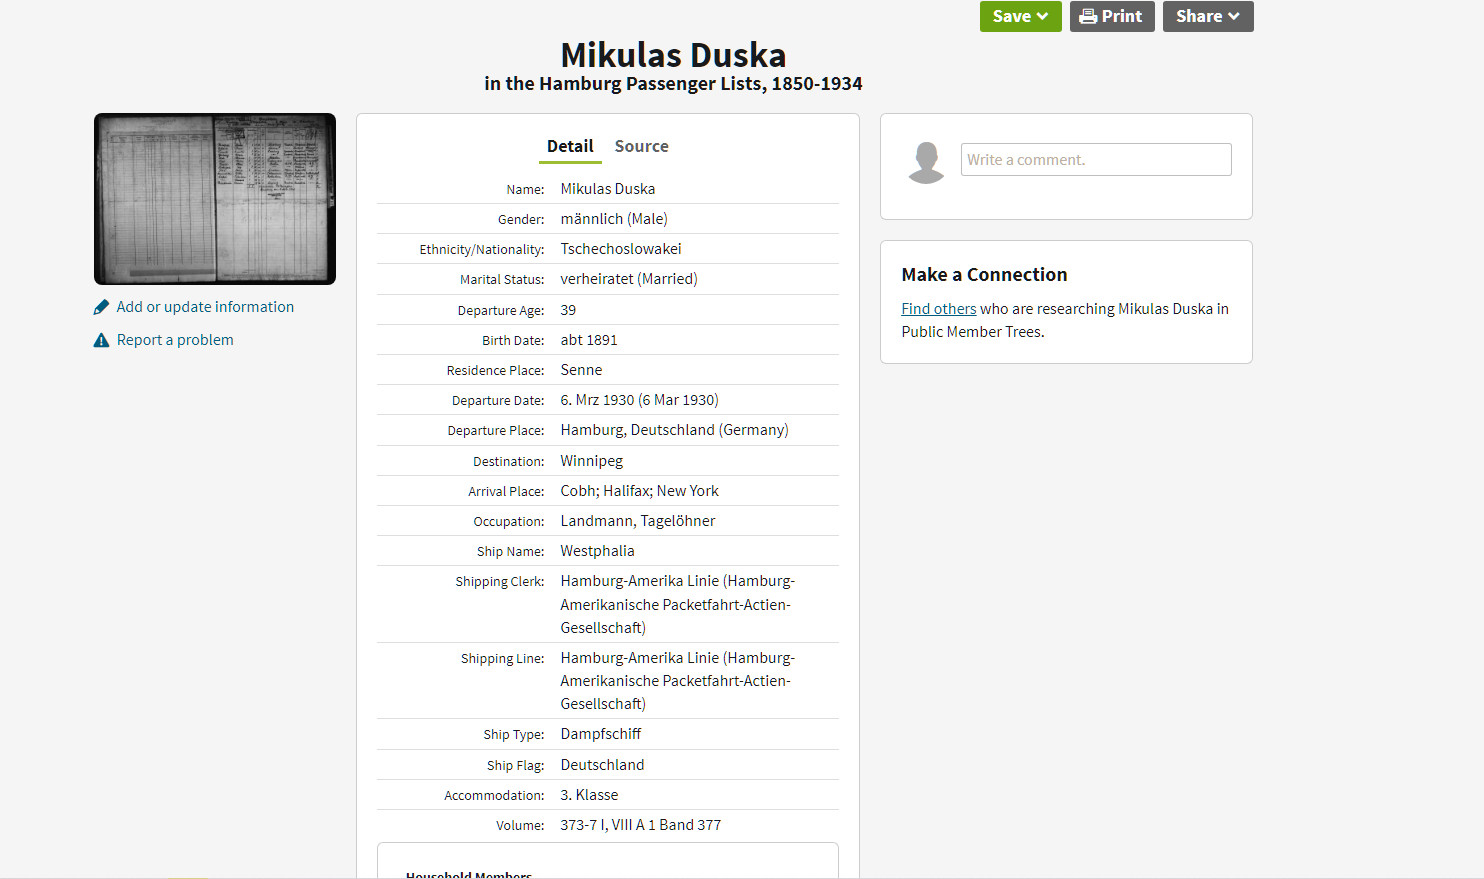 Save
Print
Share
Mikulas Duska
in the Hamburg Passenger Lists, 1850-1934
Add or update information
Report a problem
Detail Source
Name: Mikulas Duska
Gender: männlich (Male)
Ethnicity/Nationality: Tschechoslowakei
Marital Status: verheiratet (Married)
Departure Age: 39
Birth Date: abt 1891
Residence Place: Senne
Departure Date: 6. Mrz 1930 (6 Mar 1930)
Departure Place: Hamburg, Deutschland (Germany)
Destination: Winnipeg
Arrival Place: Cobh; Halifax; New York
Occupation: Landmann, Tagelöhner
Ship Name: Westphalia
Shipping Clerk: Hamburg-Amerika Linie (Hamburg-
Amerikanische Packetfahrt-Actien-
Gesellschaft)
Shipping Line: Hamburg-Amerika Linie (Hamburg-
Amerikanische Packetfahrt-Actien-
Gesellschaft)
Ship Type: Dampfschiff
Ship Flag: Deutschland
Accommodation: 3. Klasse
Volume: 373-7 I, VIII A 1 Band 377
Household Members
Write a comment.
Make a Connection
Find others who are researching Mikulas Duska in
Public Member Trees.